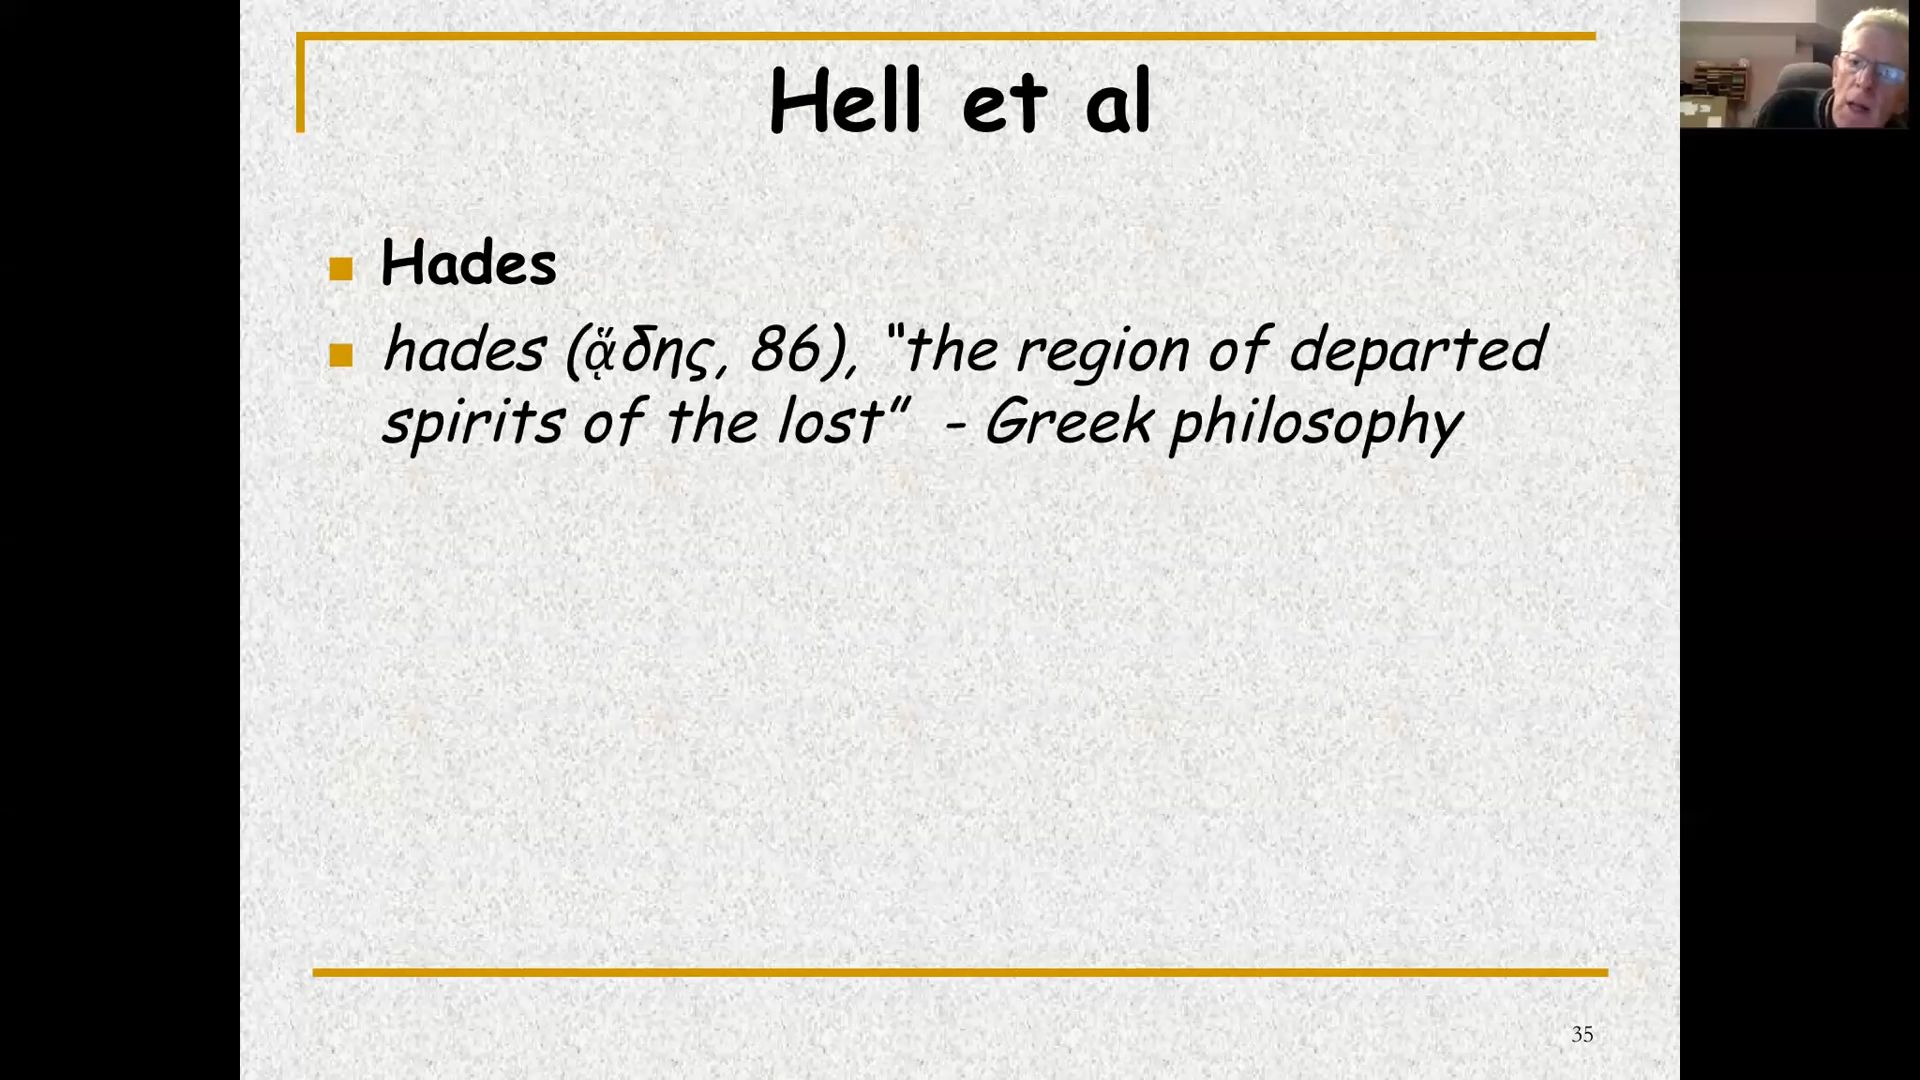 Hell et al
Hades
hades (ᾅδης, 86), “the region of departed
spirits of the lost” - Greek philosophy
35